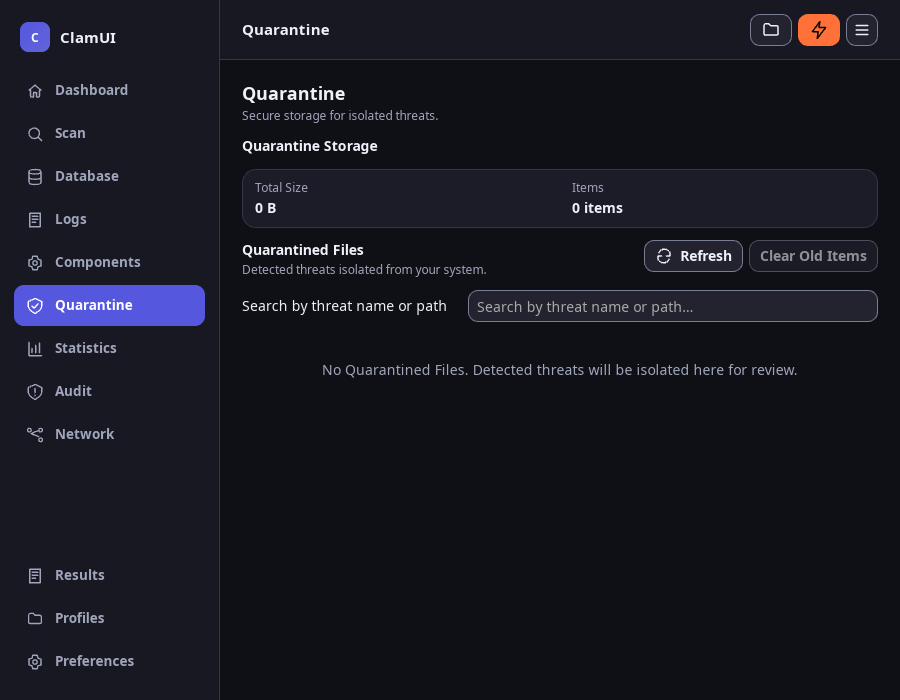 C ClamUI
Dashboard
Scan
Database
Logs
Components
Quarantine
Statistics
Audit
Network
Results
Profiles
Preferences
Quarantine
Quarantine
Secure storage for isolated threats.
Quarantine Storage
Total Size
0 B
Items
0 items
Quarantined Files
Detected threats isolated from your system.
Refresh
Clear Old Items
Search by threat name or path
Search by threat name or path...
No Quarantined Files. Detected threats will be isolated here for review.